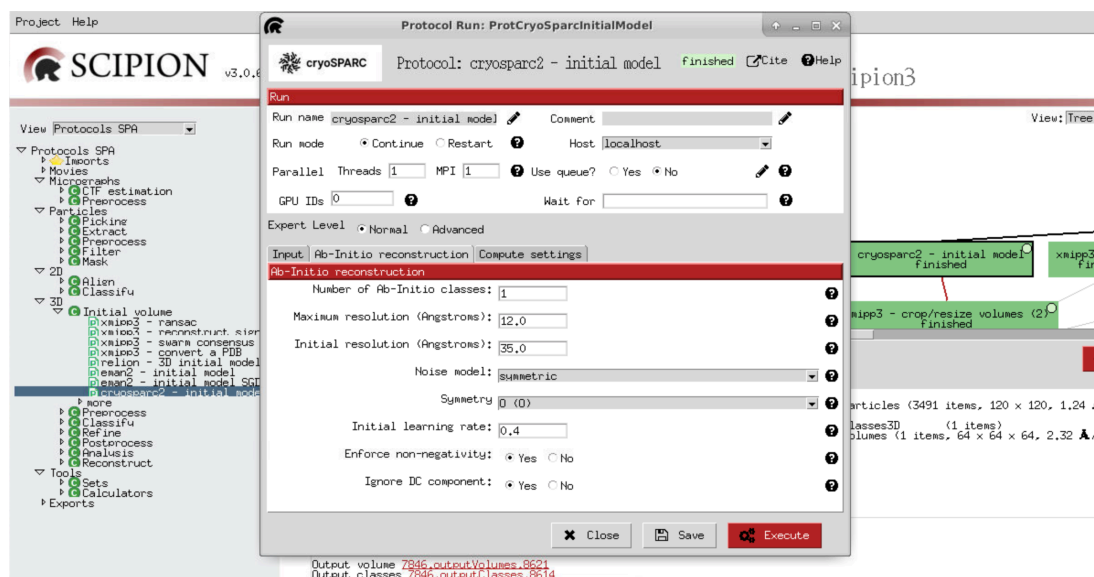 Project Help
SCIPION v3.0.6
View Protocols SPA
Protocols SPA
Imports
Movies
Micrographs
CTF estimation
Preprocess
Particles
Picking
Extract
Preprocess
Filter
Mask
2D
Align
Classify
3D
Initial volume
xmipp3 - ransac
xmipp3 - reconstruct sign
xmipp3 - swarm consensus
xmipp3 - convert a PDB
relion - 3D initial model
eman2 - initial model
eman2 - initial model SGD
cryosparc2 - initial mode
more
Preprocess
Classify
Refine
Postprocess
Analysis
Reconstruct
Tools
Sets
Calculators
Exports
Protocol Run: ProtCryoSparcInitialModel
cryoSPARC Protocol: cryosparc2 - initial model finished Cite Help
Run
Run name cryosparc2 - initial model Comment
Run mode Continue Restart Host localhost
Parallel Threads 1 MPI 1 Use queue? Yes No
GPU IDs 0 Wait for
Expert Level Normal Advanced
Input Ab-Initio reconstruction Compute settings
Ab-Initio reconstruction
Number of Ab-Initio classes: 1
Maximum resolution (Angstroms): 12.0
Initial resolution (Angstroms): 35.0
Noise model: symmetric
Symmetry O (O)
Initial learning rate: 0.4
Enforce non-negativity: Yes No
Ignore DC component: Yes No
Close Save Execute
ipion3
View: Tree
cryosparc2 - initial model
finished
xmipp3
fin
mipp3 - crop/resize volumes (2)
finished
articles (3491 items, 120 x 120, 1.24
lasses3D (1 items)
olumes (1 items, 64 x 64 x 64, 2.32 Å/
Output volume 7846.outputVolumes.8621
Output classes 7846.outputClasses.8614